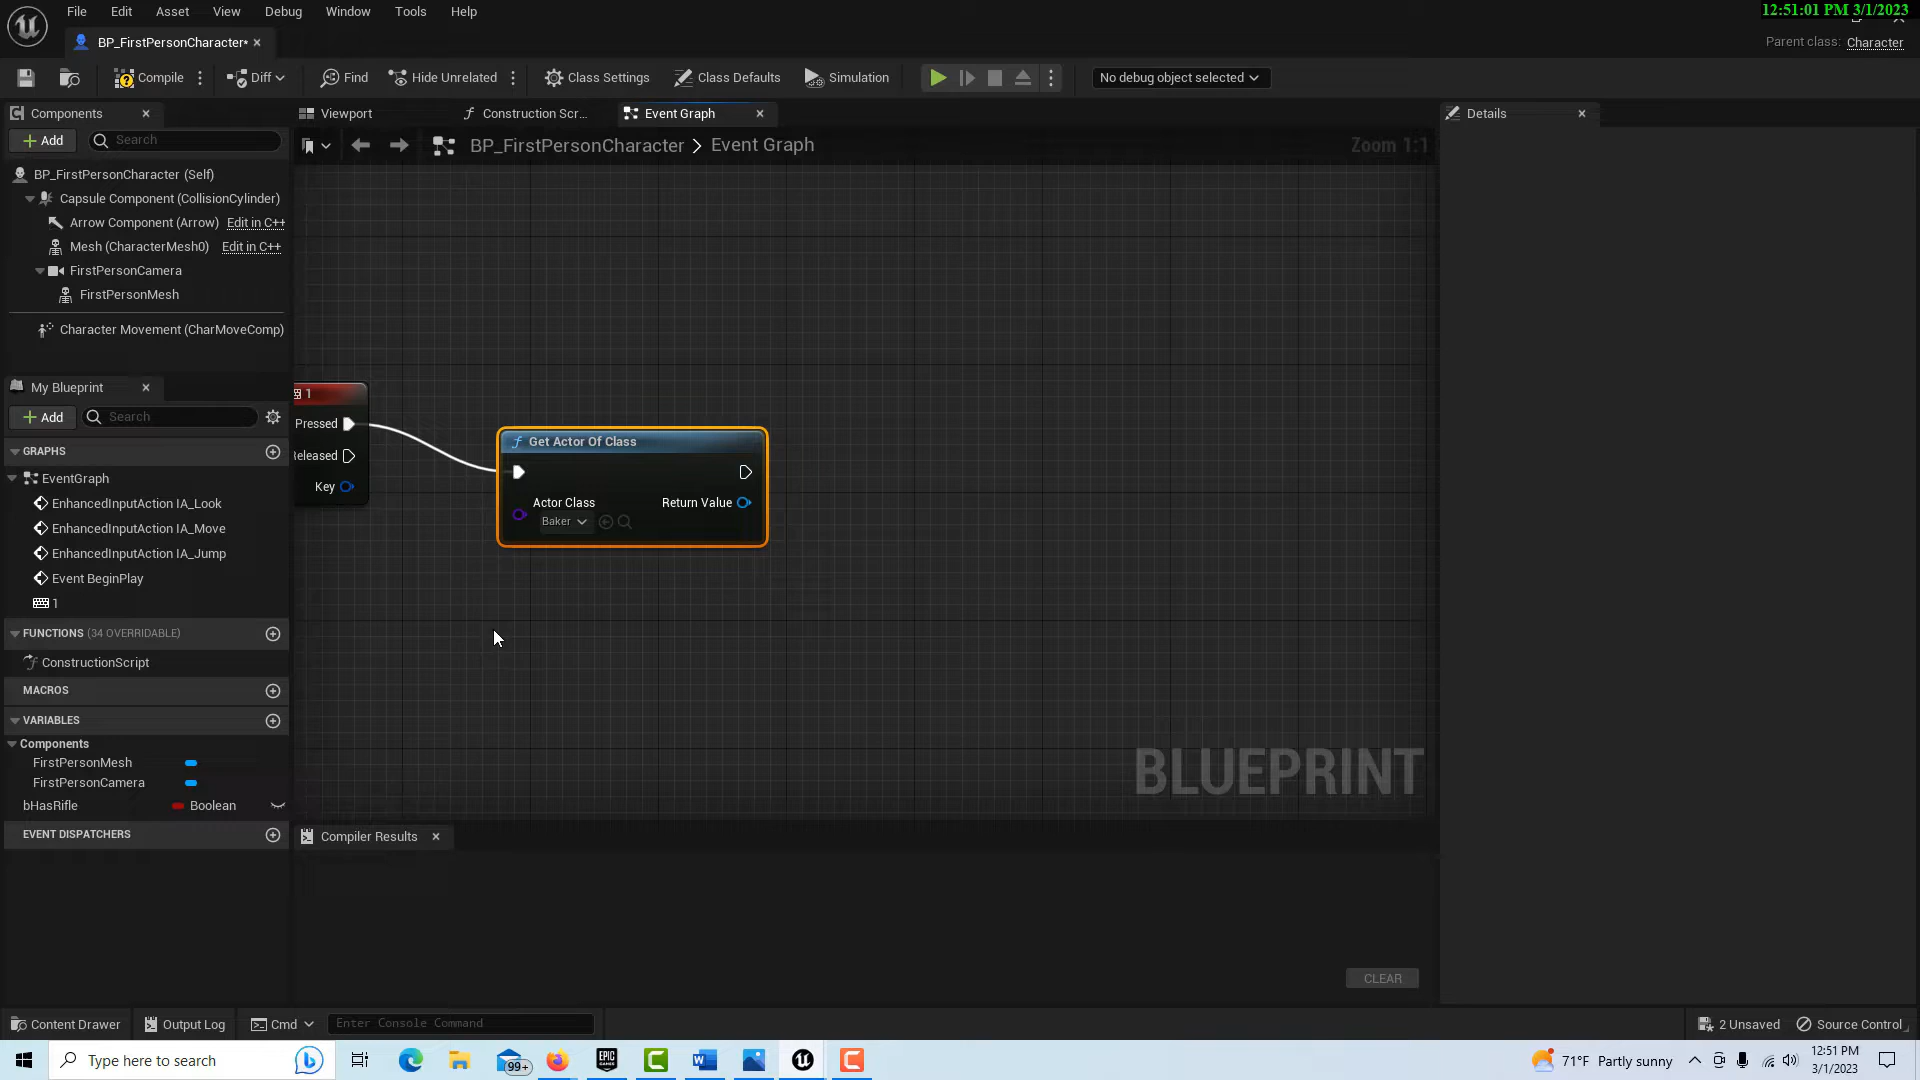 File Edit Asset View Debug Window Tools Help
12:51:01 PM 3/1/2023
BP_FirstPersonCharacter*
Parent class: Character
Compile Diff Find Hide Unrelated Class Settings Class Defaults Simulation No debug object selected
Components
Viewport Construction Scr... Event Graph
Details
Add Search
BP_FirstPersonCharacter > Event Graph
Zoom 1:1
BP_FirstPersonCharacter (Self)
Capsule Component (CollisionCylinder)
Arrow Component (Arrow) Edit in C++
Mesh (CharacterMesh0) Edit in C++
FirstPersonCamera
FirstPersonMesh
Character Movement (CharMoveComp)
My Blueprint
Add Search
GRAPHS
EventGraph
EnhancedInputAction IA_Look
EnhancedInputAction IA_Move
EnhancedInputAction IA_Jump
Event BeginPlay
1
FUNCTIONS (34 OVERRIDABLE)
ConstructionScript
MACROS
VARIABLES
Components
FirstPersonMesh
FirstPersonCamera
bHasRifle Boolean
EVENT DISPATCHERS
1
Pressed
Released
Key
Get Actor Of Class
Actor Class Return Value
Baker
BLUEPRINT
Compiler Results
CLEAR
Content Drawer Output Log Cmd Enter Console Command
2 Unsaved Source Control
Type here to search
99+
EPIC GAMES
71°F Partly sunny
12:51 PM
3/1/2023